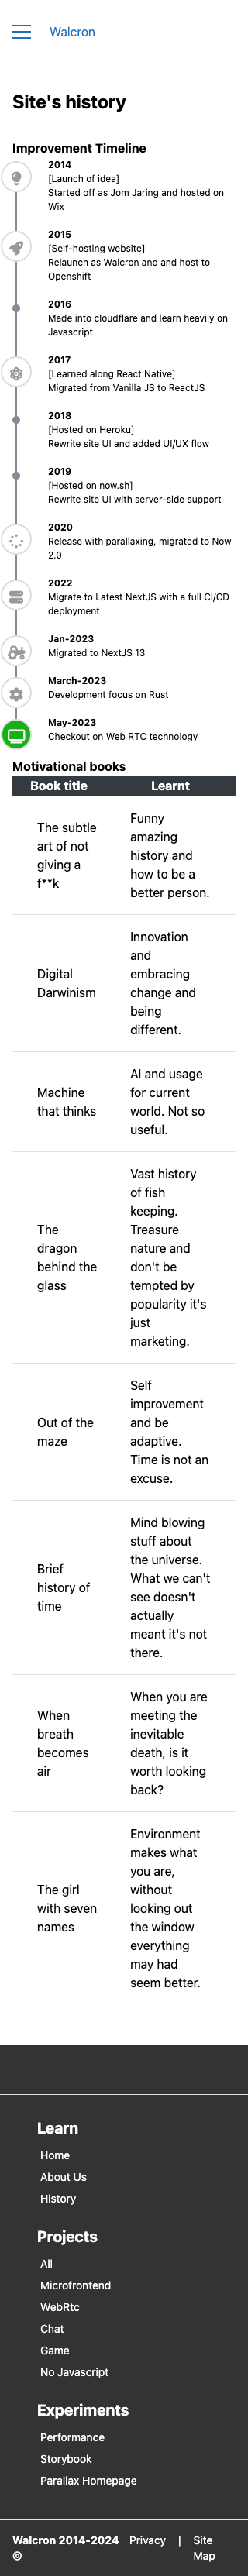 Walcron
Site's history
Improvement Timeline
2014
[Launch of idea]
Started off as Jom Jaring and hosted on
Wix
2015
[Self-hosting website]
Relaunch as Walcron and and host to
Openshift
2016
Made into cloudflare and learn heavily on
Javascript
2017
[Learned along React Native]
Migrated from Vanilla JS to ReactJS
2018
[Hosted on Heroku]
Rewrite site UI and added UI/UX flow
2019
[Hosted on now.sh]
Rewrite site UI with server-side support
2020
Release with parallaxing, migrated to Now
2.0
2022
Migrate to Latest NextJS with a full CI/CD
deployment
Jan-2023
Migrated to NextJS 13
March-2023
Development focus on Rust
May-2023
Checkout on Web RTC technology
Motivational books
Book title Learnt
The subtle
art of not
giving a
f**k
Funny
amazing
history and
how to be a
better person.
Digital
Darwinism
Innovation
and
embracing
change and
being
different.
Machine
that thinks
AI and usage
for current
world. Not so
useful.
The
dragon
behind the
glass
Vast history
of fish
keeping.
Treasure
nature and
don't be
tempted by
popularity it's
just
marketing.
Out of the
maze
Self
improvement
and be
adaptive.
Time is not an
excuse.
Brief
history of
time
Mind blowing
stuff about
the universe.
What we can't
see doesn't
actually
meant it's not
there.
When
breath
becomes
air
When you are
meeting the
inevitable
death, is it
worth looking
back?
The girl
with seven
names
Environment
makes what
you are,
without
looking out
the window
everything
may had
seem better.
Learn
Home
About Us
History
Projects
All
Microfrontend
WebRtc
Chat
Game
No Javascript
Experiments
Performance
Storybook
Parallax Homepage
Walcron 2014-2024
©
Privacy | Site
Map